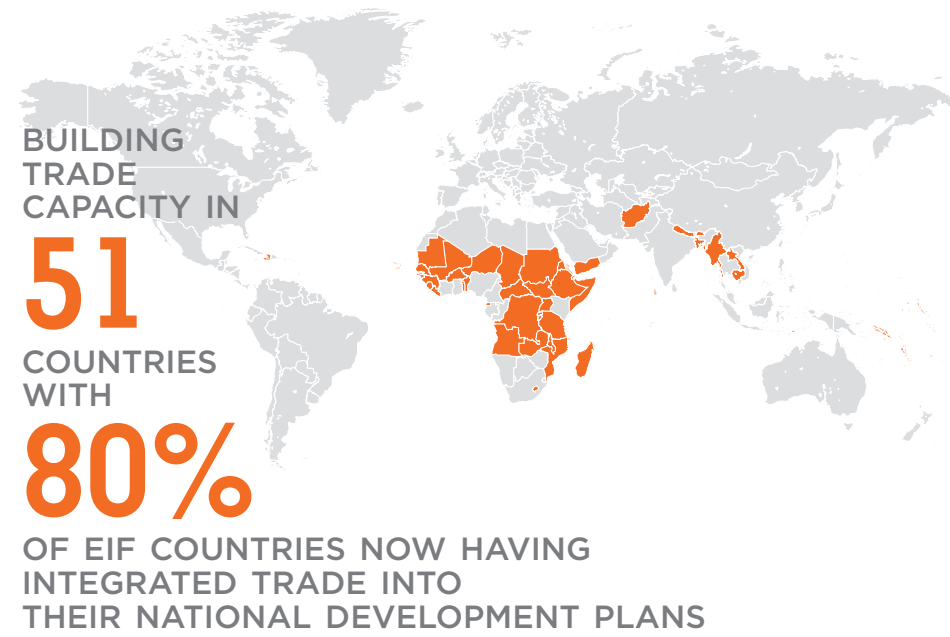 BUILDING
TRADE
CAPACITY IN
51
COUNTRIES
WITH
80%
OF EIF COUNTRIES NOW HAVING
INTEGRATED TRADE INTO
THEIR NATIONAL DEVELOPMENT PLANS